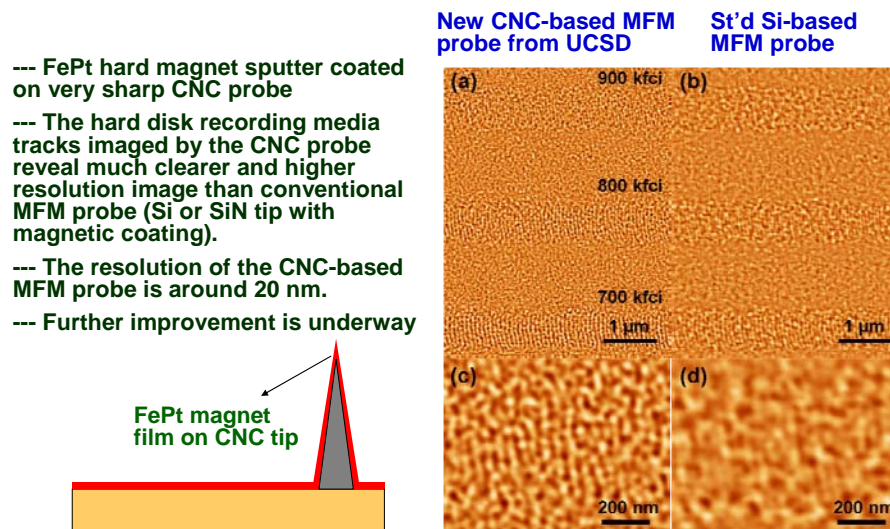 --- FePt hard magnet sputter coated
on very sharp CNC probe
--- The hard disk recording media
tracks imaged by the CNC probe
reveal much clearer and higher
resolution image than conventional
MFM probe (Si or SiN tip with
magnetic coating).
--- The resolution of the CNC-based
MFM probe is around 20 nm.
--- Further improvement is underway
FePt magnet
film on CNC tip
New CNC-based MFM
probe from UCSD
St’d Si-based
MFM probe
(a)
900 kfci
(b)
800 kfci
700 kfci
1 µm
1 µm
(c)
(d)
200 nm
200 nm